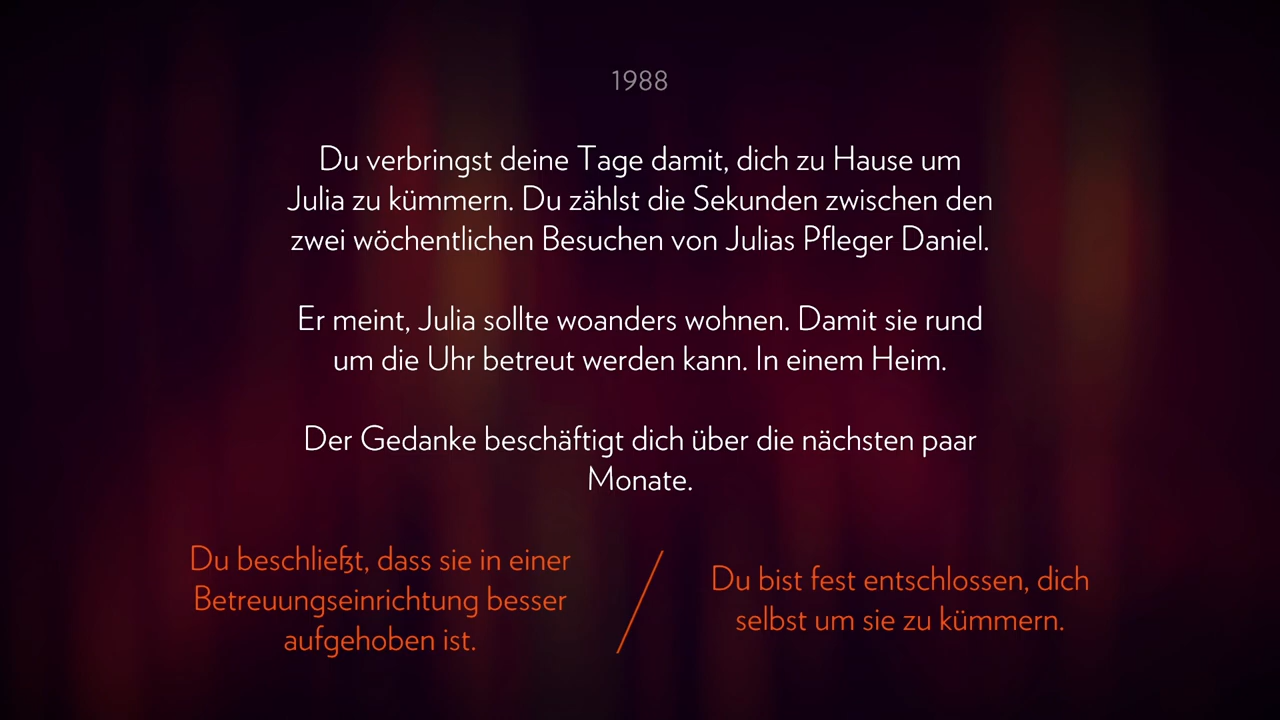 1988
Du verbringst deine Tage damit, dich zu Hause um
Julia zu kümmern. Du zählst die Sekunden zwischen den
zwei wöchentlichen Besuchen von Julias Pfleger Daniel.
Er meint, Julia sollte woanders wohnen. Damit sie rund
um die Uhr betreut werden kann. In einem Heim.
Der Gedanke beschäftigt dich über die nächsten paar
Monate.
Du beschließt, dass sie in einer
Betreuungseinrichtung besser
aufgehoben ist.
Du bist fest entschlossen, dich
selbst um sie zu kümmern.